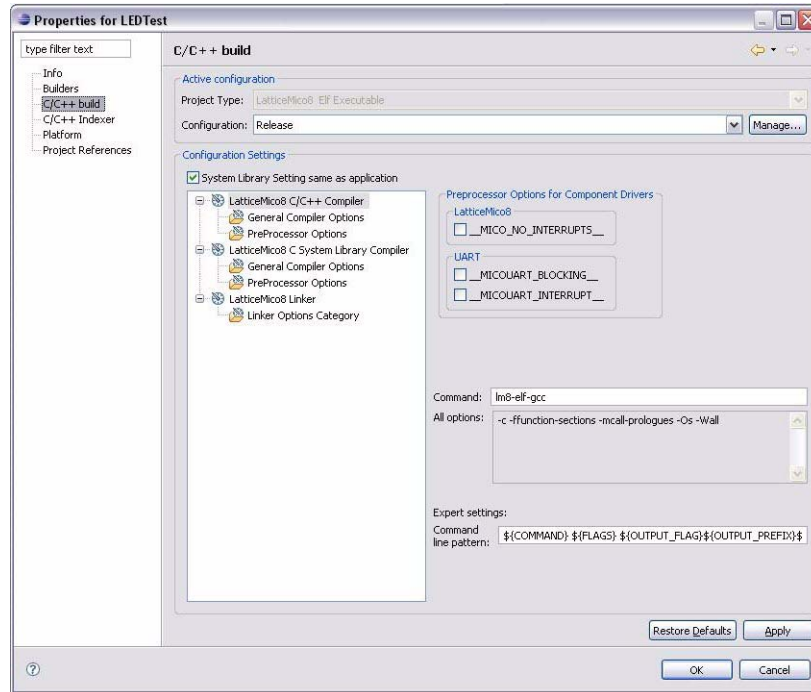 Properties for LEDTest
type filter text
Info
Builders
C/C++ build
C/C++ Indexer
Platform
Project References
C/C++ build
Active configuration
Project Type: LatticeMico8 Elf Executable
Configuration: Release Manage...
Configuration Settings
System Library Setting same as application
LatticeMico8 C/C++ Compiler
General Compiler Options
PreProcessor Options
LatticeMico8 C System Library Compiler
General Compiler Options
PreProcessor Options
LatticeMico8 Linker
Linker Options Category
Preprocessor Options for Component Drivers
LatticeMico8
__MICO_NO_INTERRUPTS__
UART
__MICOUART_BLOCKING__
__MICOUART_INTERRUPT__
Command: lm8-elf-gcc
All options: -c -ffunction-sections -mcall-prologues -Os -Wall
Expert settings:
Command
line pattern: ${COMMAND} ${FLAGS} ${OUTPUT_FLAG}${OUTPUT_PREFIX}$
Restore Defaults Apply
OK Cancel